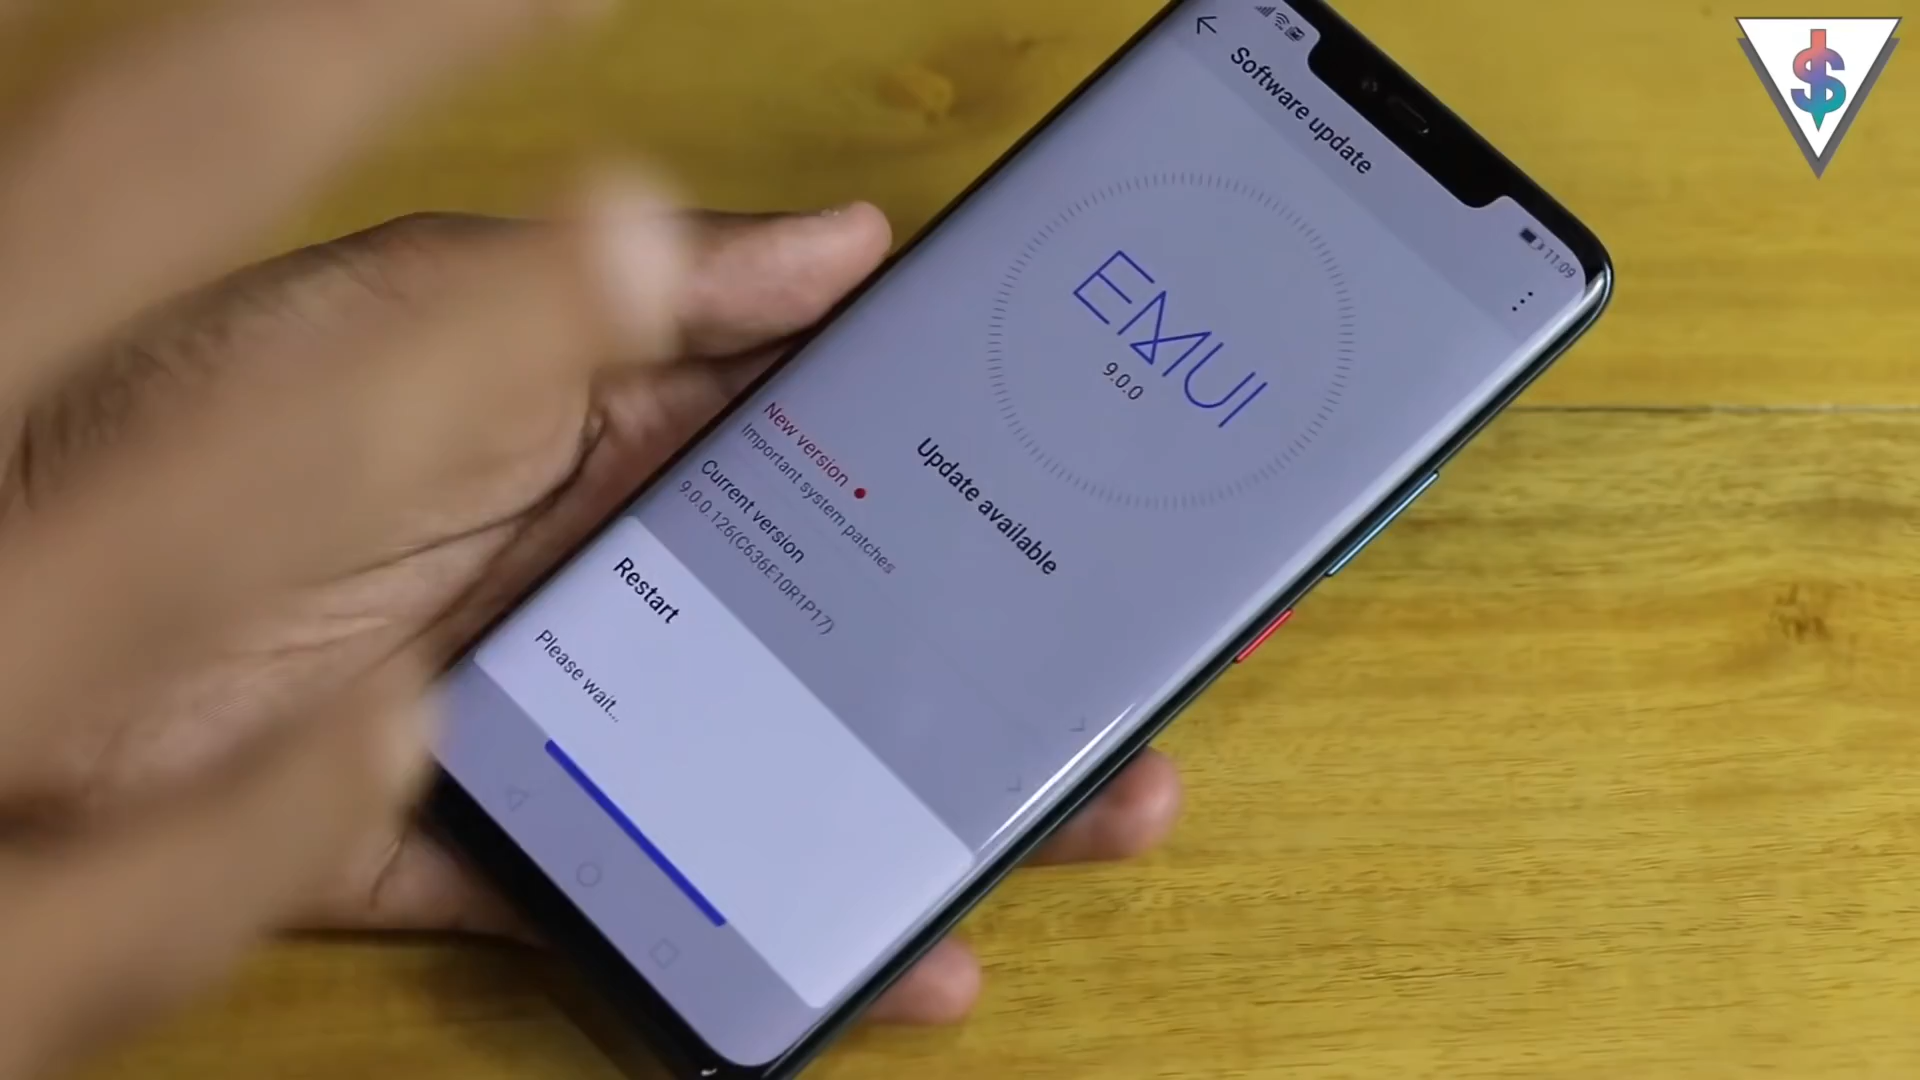 11:09
Software update
EMUI
9.0.0
Update available
New version
Important system patches
Current version
9.0.0.126(C636E10R1P17)
Restart
Please wait...